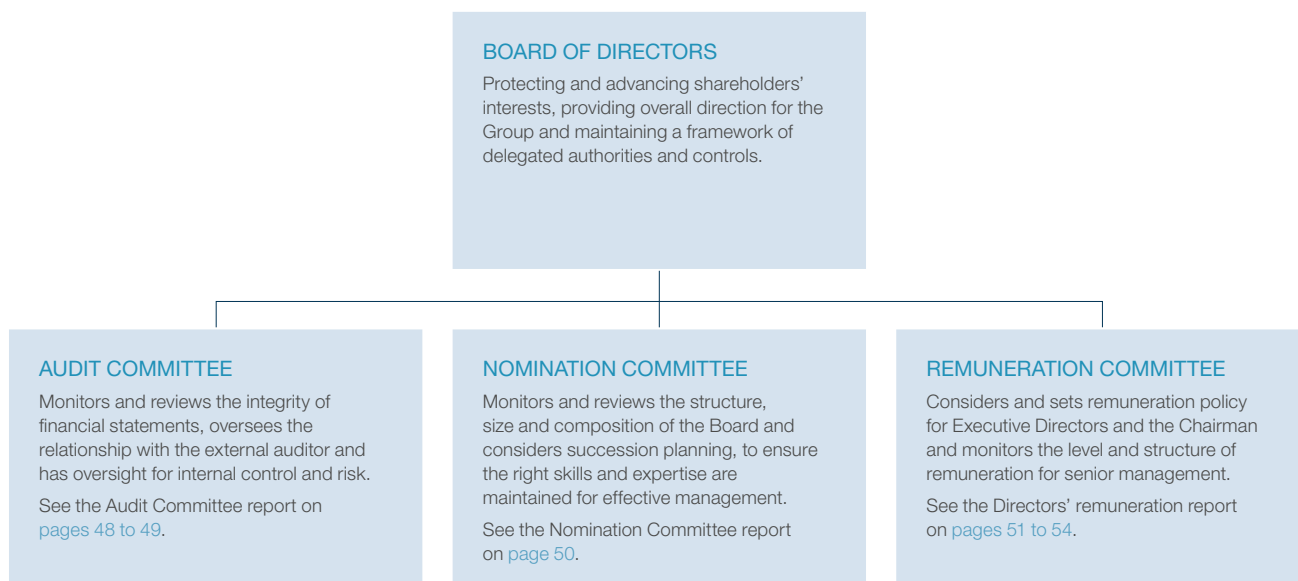 BOARD OF DIRECTORS
Protecting and advancing shareholders’
interests, providing overall direction for the
Group and maintaining a framework of
delegated authorities and controls.
AUDIT COMMITTEE
Monitors and reviews the integrity of
financial statements, oversees the
relationship with the external auditor and
has oversight for internal control and risk.
See the Audit Committee report on
pages 48 to 49.
NOMINATION COMMITTEE
Monitors and reviews the structure,
size and composition of the Board and
considers succession planning, to ensure
the right skills and expertise are
maintained for effective management.
See the Nomination Committee report
on page 50.
REMUNERATION COMMITTEE
Considers and sets remuneration policy
for Executive Directors and the Chairman
and monitors the level and structure of
remuneration for senior management.
See the Directors’ remuneration report
on pages 51 to 54.